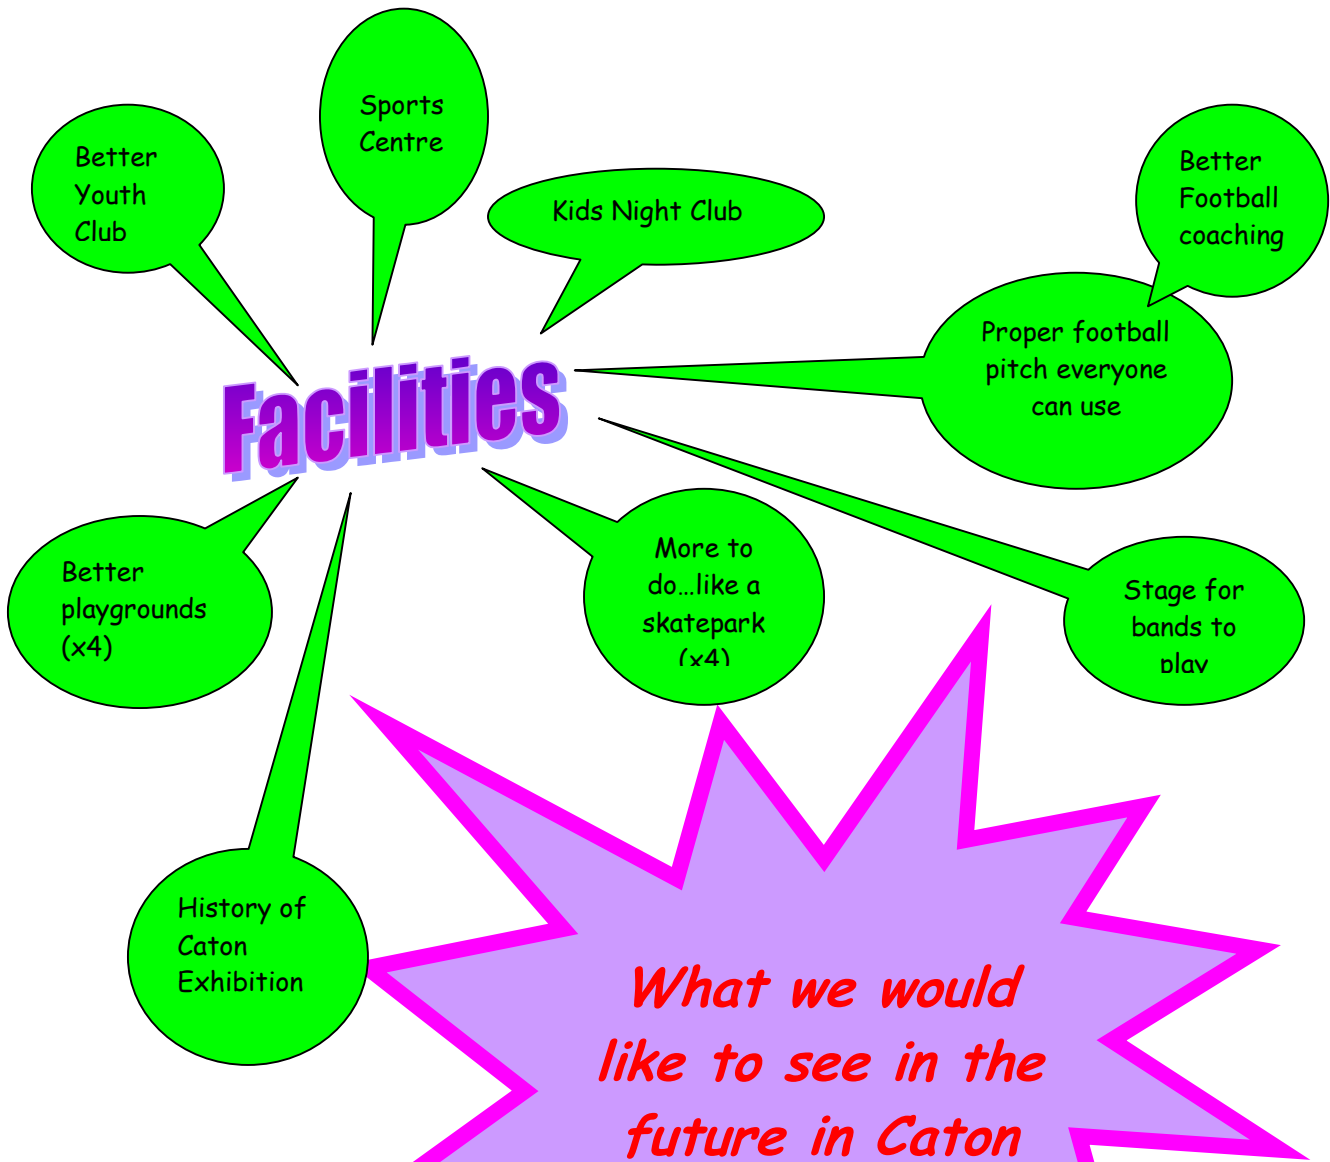 Sports
Centre
Better
Youth
Club
Kids Night Club
Better
Football
coaching
Proper football
pitch everyone
can use
Facilities
More to
do...like a
skatepark
(x4)
Stage for
bands to
play
Better
playgrounds
(x4)
History of
Caton
Exhibition
What we would
like to see in the
future in Caton